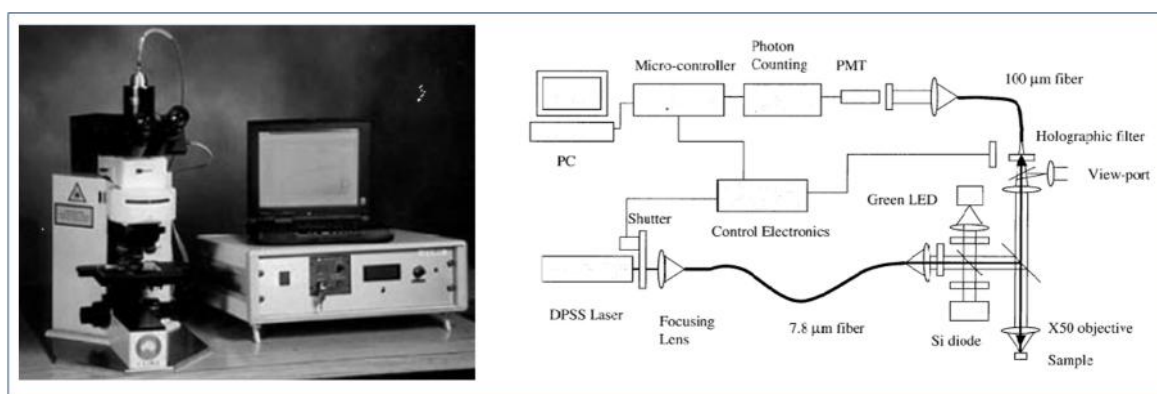 Photon
Counting
Micro-controller
PMT
100 μm fiber
Holographic filter
PC
View-port
Green LED
Shutter
Control Electronics
DPSS Laser
Focusing
Lens
7.8 μm fiber
Si diode
X50 objective
Sample